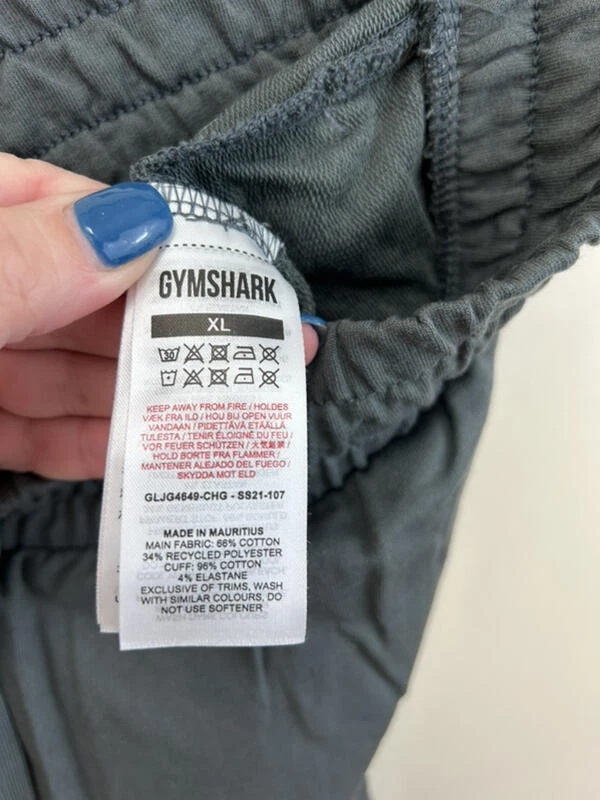 GYMSHARK
XL
30
KEEP AWAY FROM FIRE / HOLDES
VÆK FRA ILD / HOU BIJ OPEN VUUR
VANDAAN / PIDETTÄVÄ ETÄÄLLÄ
TULESTA / TENIR ÉLOIGNÉ DU FEU /
VOR FEUER SCHÜTZEN / 火気厳禁 /
HOLD BORTE FRA FLAMMER /
MANTENER ALEJADO DEL FUEGO /
SKYDDA MOT ELD
GLJG4649-CHG - SS21-107
MADE IN MAURITIUS
MAIN FABRIC: 66% COTTON
34% RECYCLED POLYESTER
CUFF: 96% COTTON
4% ELASTANE
EXCLUSIVE OF TRIMS, WASH
WITH SIMILAR COLOURS, DO
NOT USE SOFTENER